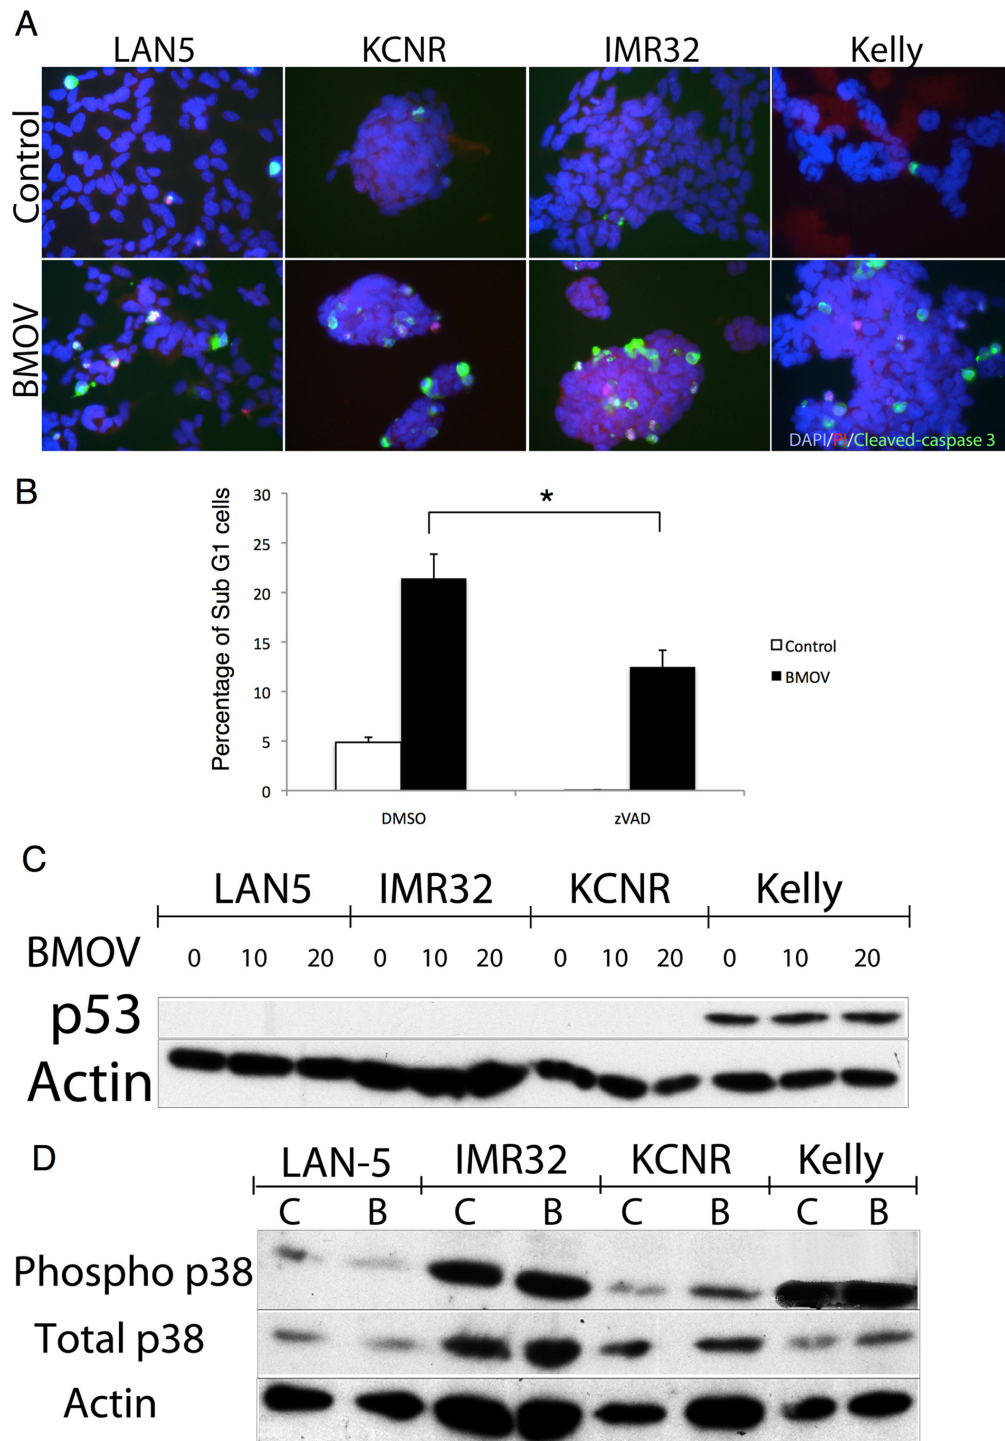 A
LAN5 KCNR IMR32 Kelly
Control
BMOV
DAPI/PI/Cleaved-caspase 3
B
Percentage of Sub G1 cells
30
25
20
15
10
5
0
*
Control
BMOV
DMSO zVAD
C
LAN5 IMR32 KCNR Kelly
BMOV 0 10 20 0 10 20 0 10 20 0 10 20
p53
Actin
D
LAN-5 IMR32 KCNR Kelly
C B C B C B C B
Phospho p38
Total p38
Actin